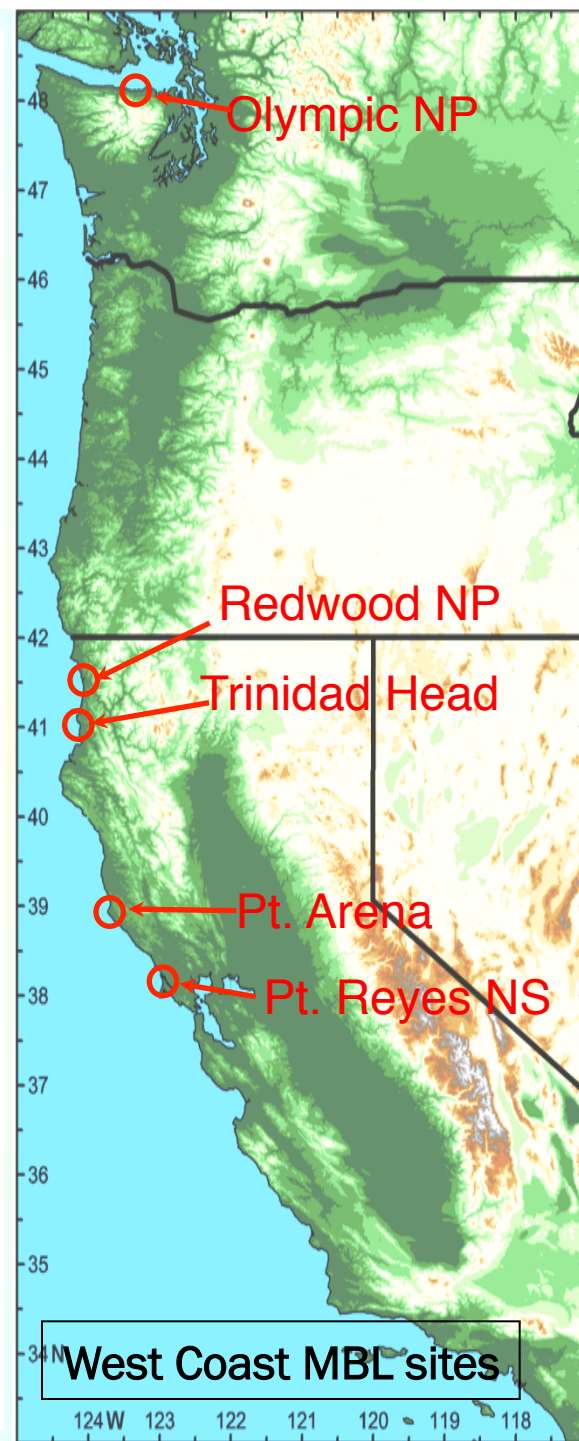 48
Olympic NP
47
46
45
44
43
Redwood NP
42
Trinidad Head
41
40
39
Pt. Arena
38
Pt. Reyes NS
37
36
35
34N
West Coast MBL sites
124W 123 122 121 120 119 118